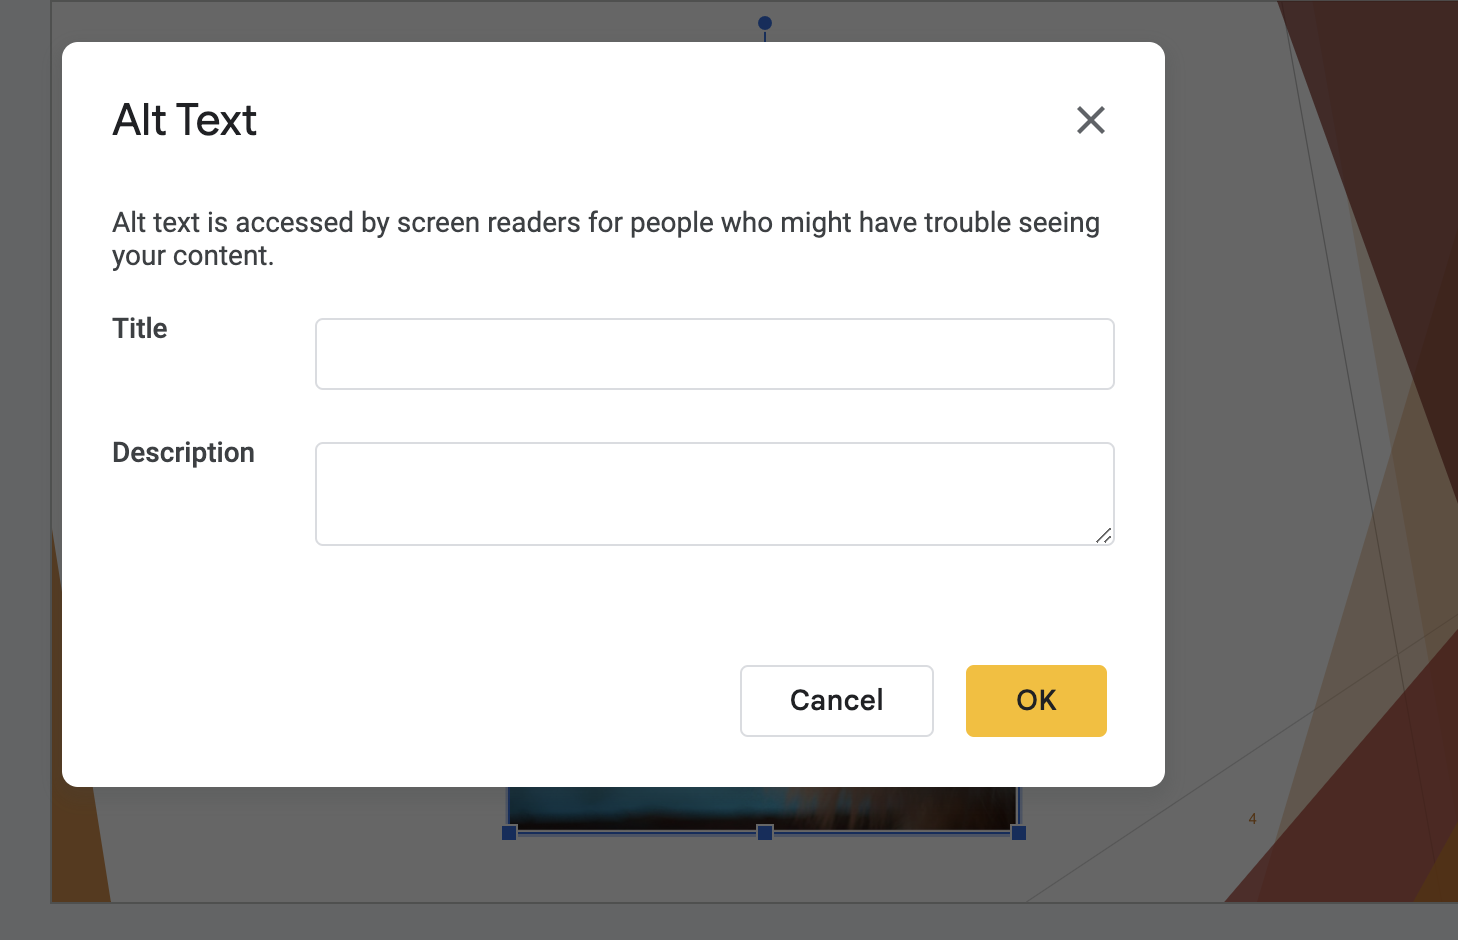 Alt Text
Alt text is accessed by screen readers for people who might have trouble seeing
your content.
Title
Description
Cancel
OK
4